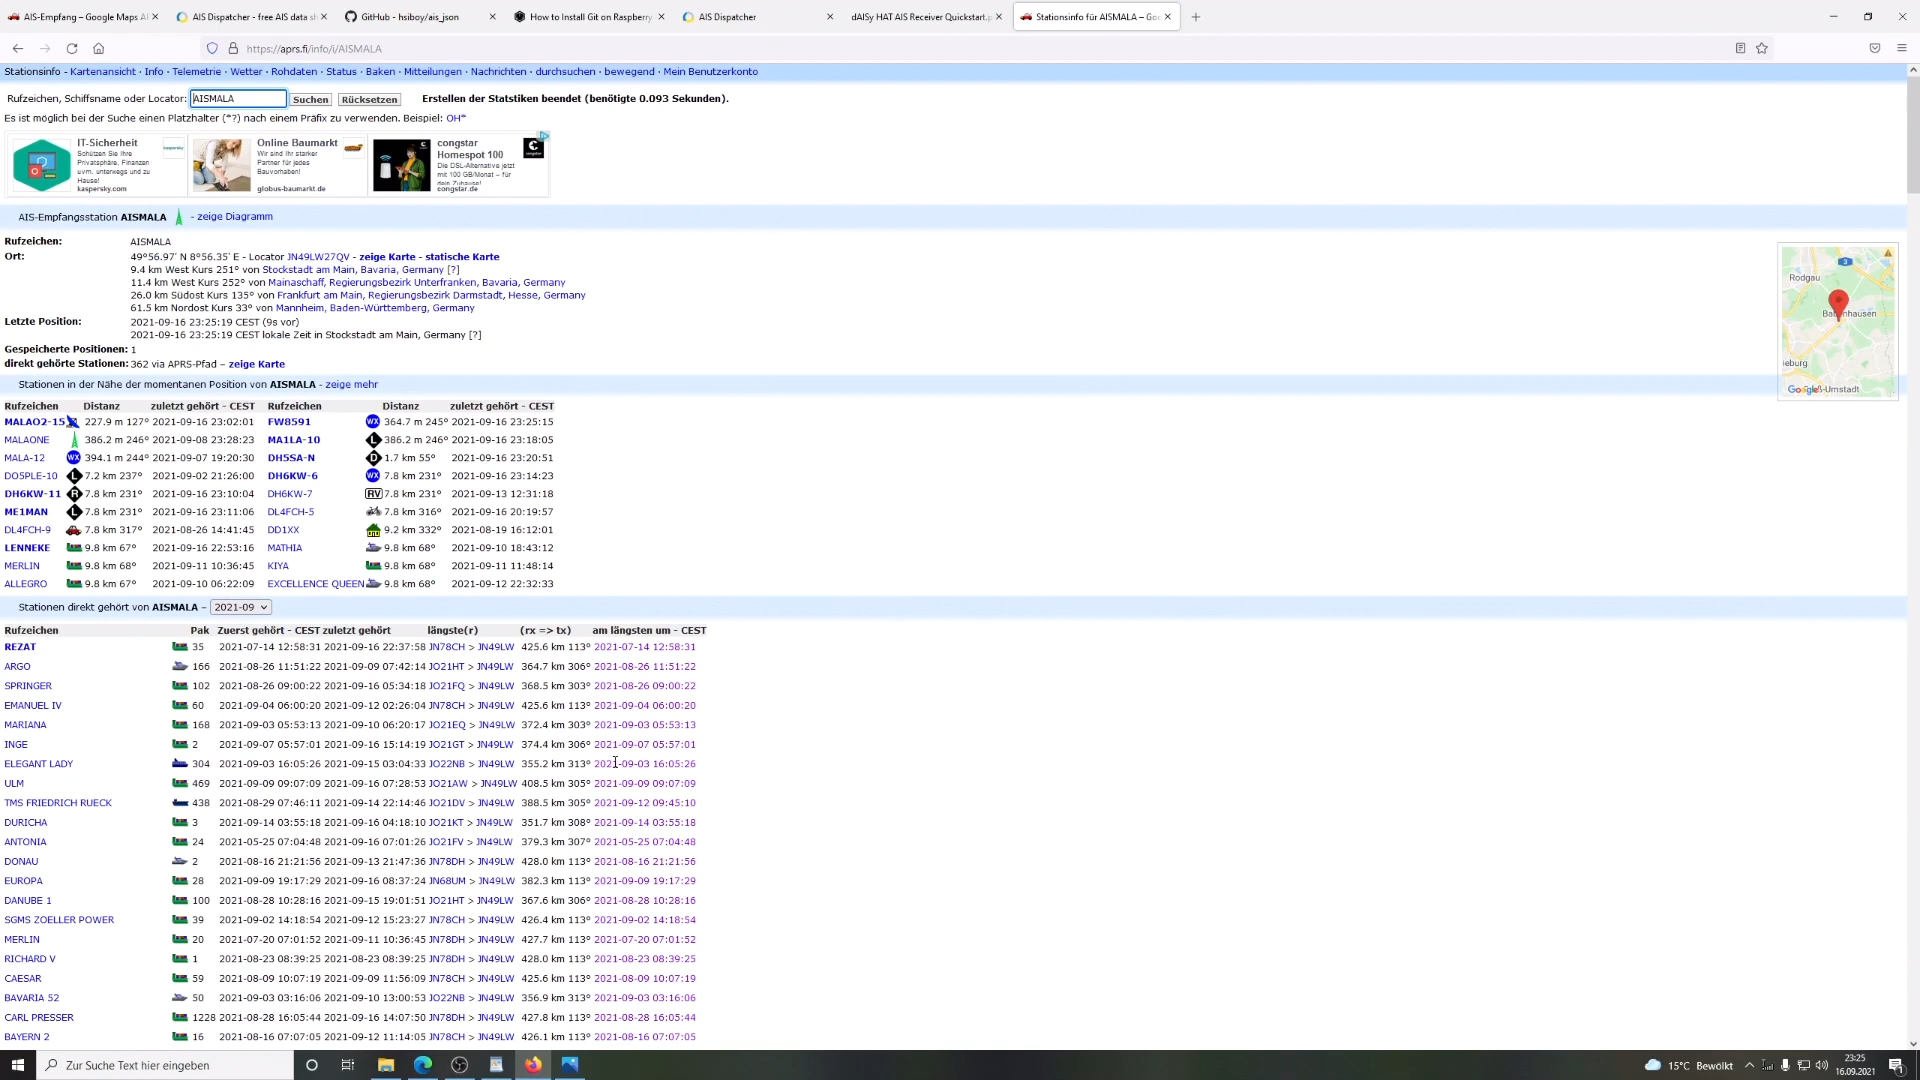 AIS-Empfang – Google Maps AI
AIS Dispatcher - free AIS data sh
GitHub - hsiboy/ais_json
How to Install Git on Raspberry
AIS Dispatcher
dAISy HAT AIS Receiver Quickstart.p
Stationsinfo für AISMALA – Goo
https://aprs.fi/info/i/AISMALA
Stationsinfo - Kartenansicht · Info · Telemetrie · Wetter · Rohdaten · Status · Baken · Mitteilungen · Nachrichten · durchsuchen · bewegend · Mein Benutzerkonto
Rufzeichen, Schiffsname oder Locator: AISMALA Suchen Rücksetzen Erstellen der Statstiken beendet (benötigte 0.093 Sekunden).
Es ist möglich bei der Suche einen Platzhalter (*?) nach einem Präfix zu verwenden. Beispiel: OH*
IT-Sicherheit
Schützen Sie Ihre
Privatsphäre, Finanzen
uvm. unterwegs und zu
Hause!
kaspersky.com
Online Baumarkt
Wir sind Ihr starker
Partner für jedes
Bauvorhaben!
globus-baumarkt.de
congstar
Homespot 100
Die DSL-Alternative jetzt
mit 100 GB/Monat – für
dein Zuhause!
congstar.de
AIS-Empfangsstation AISMALA - zeige Diagramm
Rufzeichen: AISMALA
Ort: 49°56.97' N 8°56.35' E - Locator JN49LW27QV - zeige Karte - statische Karte
9.4 km West Kurs 251° von Stockstadt am Main, Bavaria, Germany [?]
11.4 km West Kurs 252° von Mainaschaff, Regierungsbezirk Unterfranken, Bavaria, Germany
26.0 km Südost Kurs 135° von Frankfurt am Main, Regierungsbezirk Darmstadt, Hesse, Germany
61.5 km Nordost Kurs 33° von Mannheim, Baden-Württemberg, Germany
Letzte Position: 2021-09-16 23:25:19 CEST (9s vor)
2021-09-16 23:25:19 CEST lokale Zeit in Stockstadt am Main, Germany [?]
Gespeicherte Positionen: 1
direkt gehörte Stationen: 362 via APRS-Pfad – zeige Karte
3
Rodgau
Babenhausen
ieburg
Google
ß-Umstadt
Stationen in der Nähe der momentanen Position von AISMALA - zeige mehr
Rufzeichen Distanz zuletzt gehört - CEST Rufzeichen Distanz zuletzt gehört - CEST
MALAO2-15 227.9 m 127° 2021-09-16 23:02:01 FW8591 WX 364.7 m 245° 2021-09-16 23:25:15
MALAONE 386.2 m 246° 2021-09-08 23:28:23 MA1LA-10 L 386.2 m 246° 2021-09-16 23:18:05
MALA-12 WX 394.1 m 244° 2021-09-07 19:20:30 DH5SA-N D 1.7 km 55° 2021-09-16 23:20:51
DO5PLE-10 L 7.2 km 237° 2021-09-02 21:26:00 DH6KW-6 WX 7.8 km 231° 2021-09-16 23:14:23
DH6KW-11 R 7.8 km 231° 2021-09-16 23:10:04 DH6KW-7 RV 7.8 km 231° 2021-09-13 12:31:18
ME1MAN L 7.8 km 231° 2021-09-16 23:11:06 DL4FCH-5 7.8 km 316° 2021-09-16 20:19:57
DL4FCH-9 7.8 km 317° 2021-08-26 14:41:45 DD1XX 9.2 km 332° 2021-08-19 16:12:01
LENNEKE 9.8 km 67° 2021-09-16 22:53:16 MATHIA 9.8 km 68° 2021-09-10 18:43:12
MERLIN 9.8 km 68° 2021-09-11 10:36:45 KIYA 9.8 km 68° 2021-09-11 11:48:14
ALLEGRO 9.8 km 67° 2021-09-10 06:22:09 EXCELLENCE QUEEN 9.8 km 68° 2021-09-12 22:32:33
Stationen direkt gehört von AISMALA – 2021-09
Rufzeichen Pak Zuerst gehört - CEST zuletzt gehört längste(r) (rx => tx) am längsten um - CEST
REZAT 35 2021-07-14 12:58:31 2021-09-16 22:37:58 JN78CH > JN49LW 425.6 km 113° 2021-07-14 12:58:31
ARGO 166 2021-08-26 11:51:22 2021-09-09 07:42:14 JO21HT > JN49LW 364.7 km 306° 2021-08-26 11:51:22
SPRINGER 102 2021-08-26 09:00:22 2021-09-16 05:34:18 JO21FQ > JN49LW 368.5 km 303° 2021-08-26 09:00:22
EMANUEL IV 60 2021-09-04 06:00:20 2021-09-12 02:26:04 JN78CH > JN49LW 425.6 km 113° 2021-09-04 06:00:20
MARIANA 168 2021-09-03 05:53:13 2021-09-10 06:20:17 JO21EQ > JN49LW 372.4 km 303° 2021-09-03 05:53:13
INGE 2 2021-09-07 05:57:01 2021-09-16 15:14:19 JO21GT > JN49LW 374.4 km 306° 2021-09-07 05:57:01
ELEGANT LADY 304 2021-09-03 16:05:26 2021-09-15 03:04:33 JO22NB > JN49LW 355.2 km 313° 2021-09-03 16:05:26
ULM 469 2021-09-09 09:07:09 2021-09-16 07:28:53 JO21AW > JN49LW 408.5 km 305° 2021-09-09 09:07:09
TMS FRIEDRICH RUECK 438 2021-08-29 07:46:11 2021-09-14 22:14:46 JO21DV > JN49LW 388.5 km 305° 2021-09-12 09:45:10
DURICHA 3 2021-09-14 03:55:18 2021-09-16 04:18:10 JO21KT > JN49LW 351.7 km 308° 2021-09-14 03:55:18
ANTONIA 24 2021-05-25 07:04:48 2021-09-16 07:01:26 JO21FV > JN49LW 379.3 km 307° 2021-05-25 07:04:48
DONAU 2 2021-08-16 21:21:56 2021-09-13 21:47:36 JN78DH > JN49LW 428.0 km 113° 2021-08-16 21:21:56
EUROPA 28 2021-09-09 19:17:29 2021-09-16 08:37:24 JN68UM > JN49LW 382.3 km 113° 2021-09-09 19:17:29
DANUBE 1 100 2021-08-28 10:28:16 2021-09-15 19:01:51 JO21HT > JN49LW 367.6 km 306° 2021-08-28 10:28:16
SGMS ZOELLER POWER 39 2021-09-02 14:18:54 2021-09-12 15:23:27 JN78CH > JN49LW 426.4 km 113° 2021-09-02 14:18:54
MERLIN 20 2021-07-20 07:01:52 2021-09-11 10:36:45 JN78DH > JN49LW 427.7 km 113° 2021-07-20 07:01:52
RICHARD V 1 2021-08-23 08:39:25 2021-08-23 08:39:25 JN78DH > JN49LW 428.0 km 113° 2021-08-23 08:39:25
CAESAR 59 2021-08-09 10:07:19 2021-09-09 11:56:09 JN78CH > JN49LW 425.6 km 113° 2021-08-09 10:07:19
BAVARIA 52 50 2021-09-03 03:16:06 2021-09-10 13:00:53 JO22NB > JN49LW 356.9 km 313° 2021-09-03 03:16:06
CARL PRESSER 1228 2021-08-28 16:05:44 2021-09-16 14:07:50 JN78DH > JN49LW 427.8 km 113° 2021-08-28 16:05:44
BAYERN 2 16 2021-08-16 07:07:05 2021-09-12 11:14:05 JN78CH > JN49LW 426.1 km 113° 2021-08-16 07:07:05
Zur Suche Text hier eingeben
15°C Bewölkt
23:25
16.09.2021